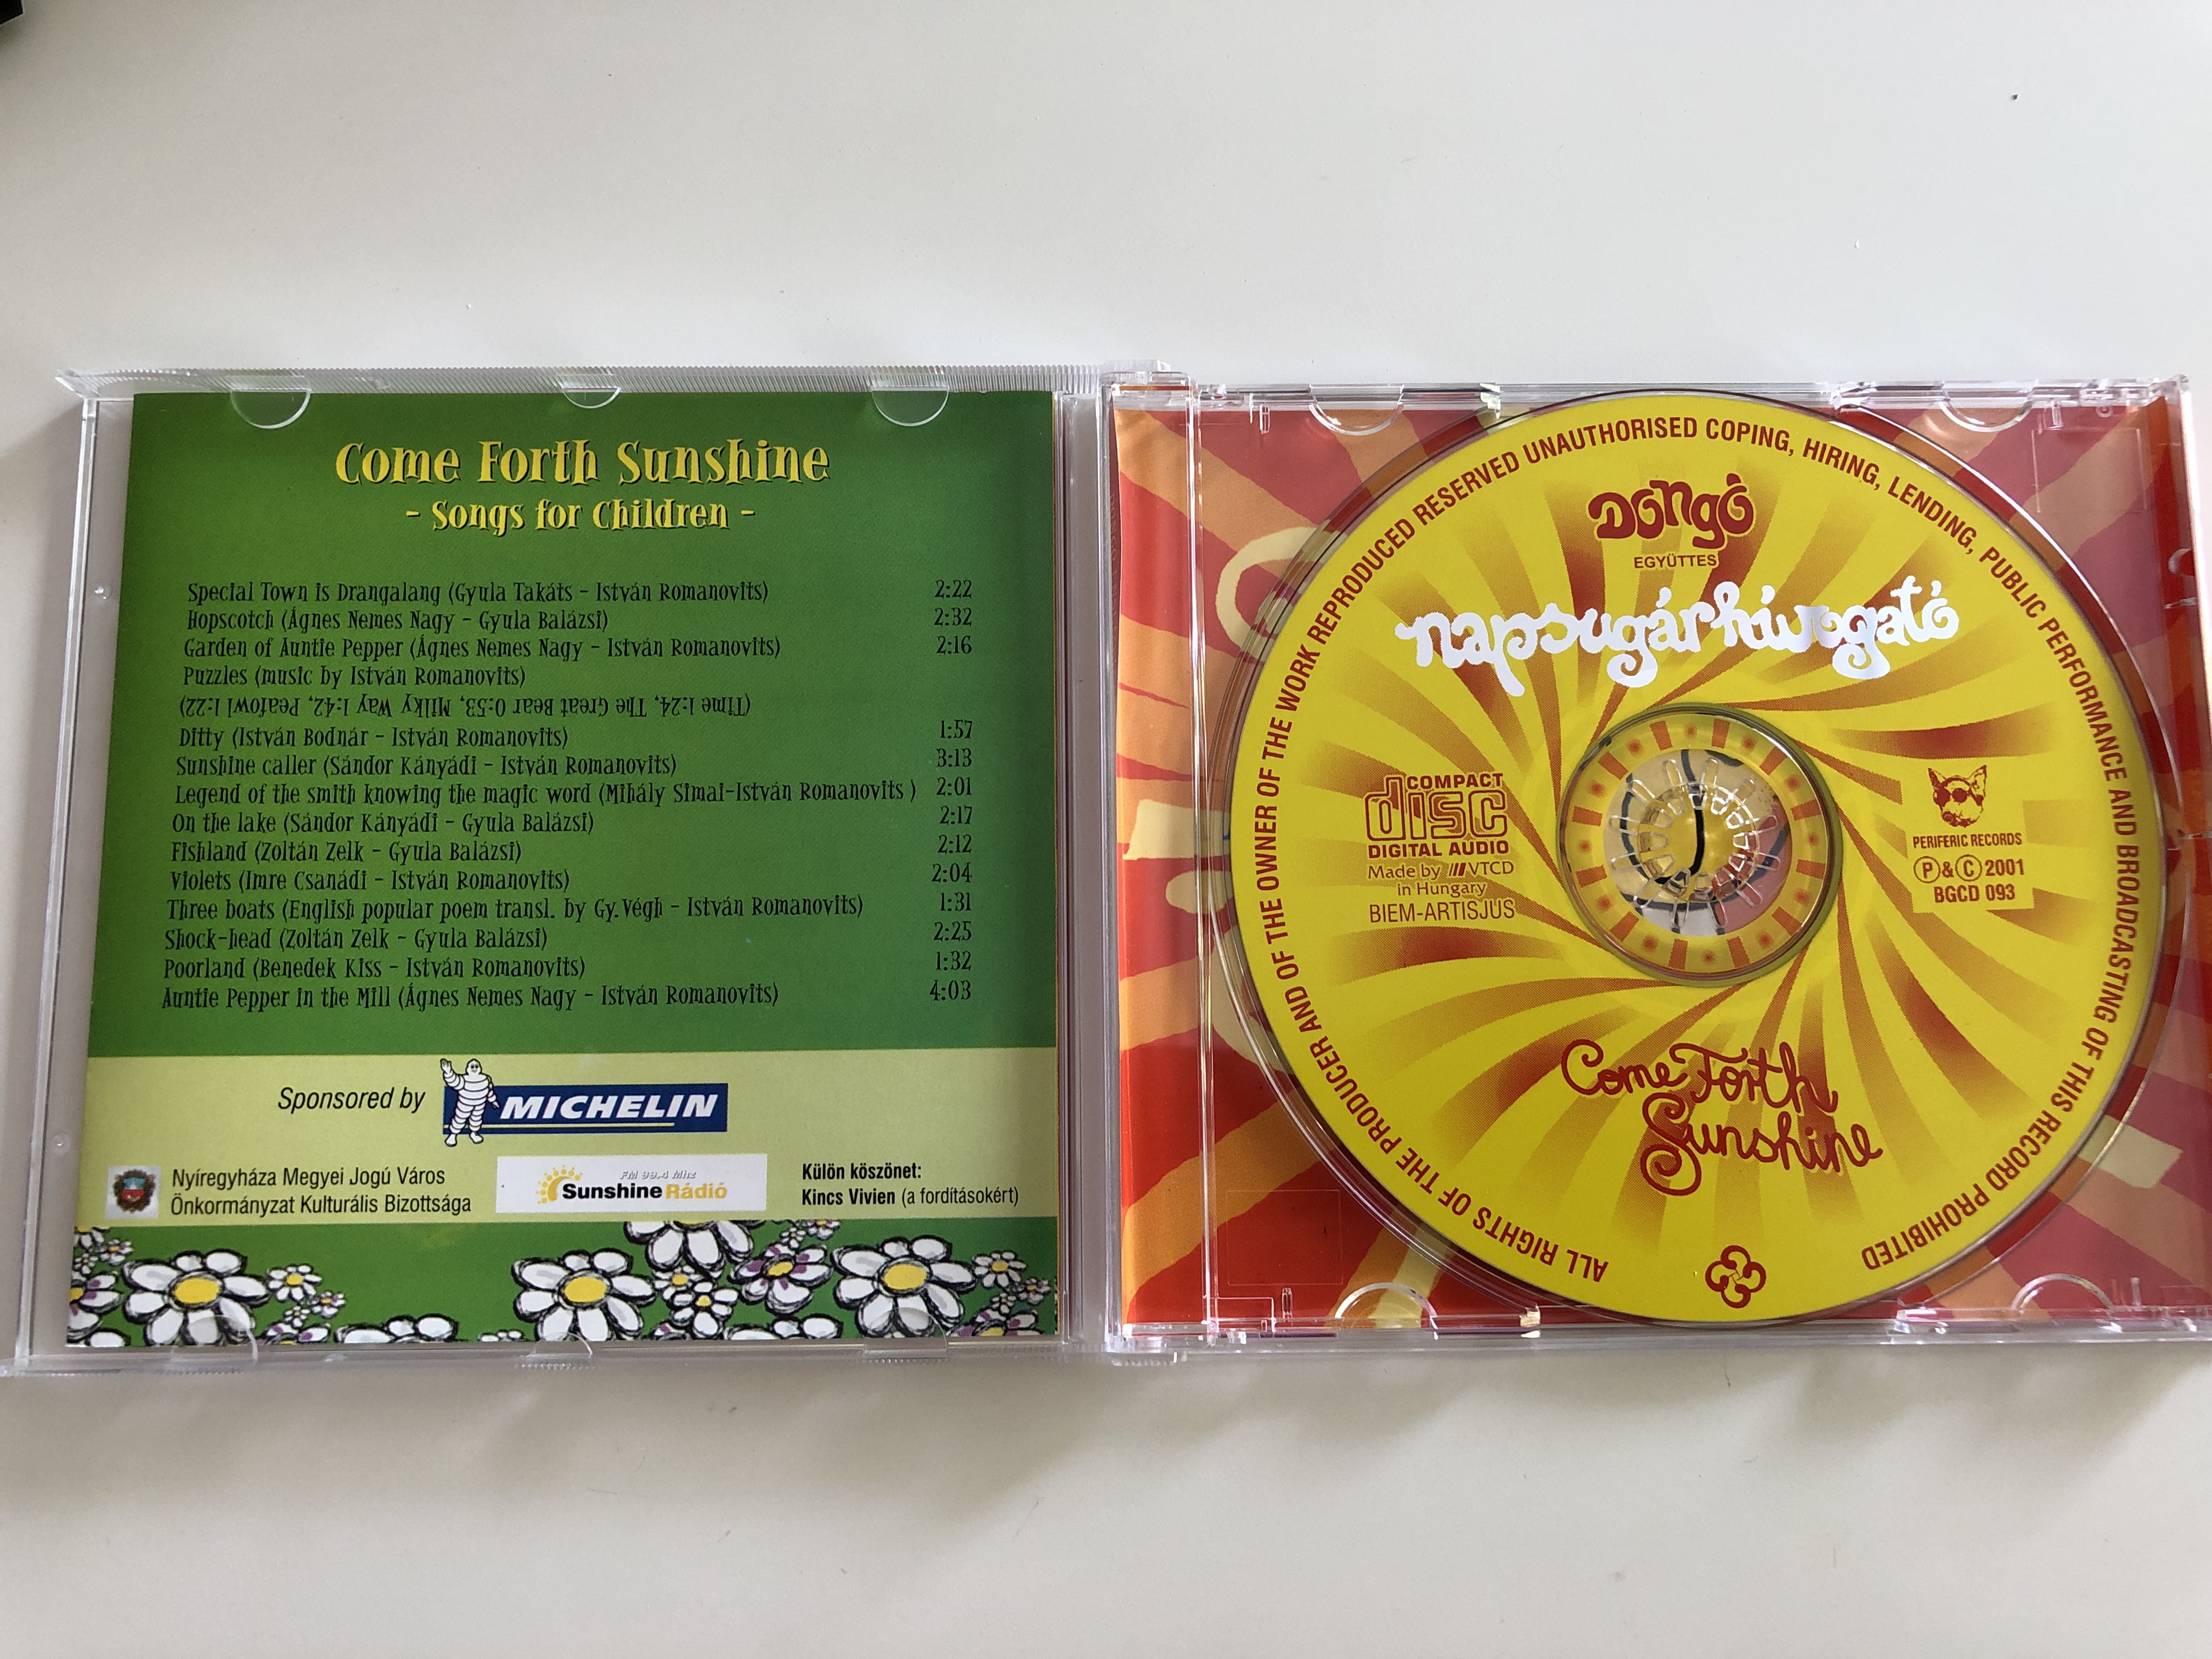 Come Forth Sunshine
- Songs for Children -
Special Town is Drangalang (Gyula Takáts - István Romanovits) 2:22
Hopscotch (Ágnes Nemes Nagy - Gyula Balázsi) 2:32
Garden of Auntie Pepper (Ágnes Nemes Nagy - István Romanovits) 2:16
Puzzles (music by István Romanovits)
(Time 1:24, The Great Bear 0:53, Milky Way 1:42, Peafowl 1:22)
Ditty (István Bodnár - István Romanovits) 1:57
Sunshine caller (Sándor Kányádi - István Romanovits) 3:13
Legend of the smith knowing the magic word (Mihály Simai-István Romanovits ) 2:01
On the lake (Sándor Kányádi - Gyula Balázsi) 2:17
Fishland (Zoltán Zelk - Gyula Balázsi) 2:12
Violets (Imre Csanádi - István Romanovits) 2:04
Three boats (English popular poem transl. by Gy.Végh - István Romanovits) 1:31
Shock-head (Zoltán Zelk - Gyula Balázsi) 2:25
Poorland (Benedek Kiss - István Romanovits) 1:32
Auntie Pepper in the Mill (Ágnes Nemes Nagy - István Romanovits) 4:03
Sponsored by MICHELIN
Nyíregyháza Megyei Jogú Város
Önkormányzat Kulturális Bizottsága
FM 99.4 Mhz
Sunshine Rádió
Külön köszönet:
Kincs Vivien (a fordításokért)
ALL RIGHTS OF THE PRODUCER AND OF THE OWNER OF THE WORK REPRODUCED RESERVED UNAUTHORISED COPING, HIRING, LENDING, PUBLIC PERFORMANCE AND BROADCASTING OF THIS RECORD PROHIBITED
Dongó
EGYÜTTES
napsugárhívogató
COMPACT
disc
DIGITAL AUDIO
Made by VTCD
in Hungary
BIEM-ARTISJUS
PERIFERIC RECORDS
Ⓟ&Ⓒ 2001
BGCD 093
Come Forth
Sunshine